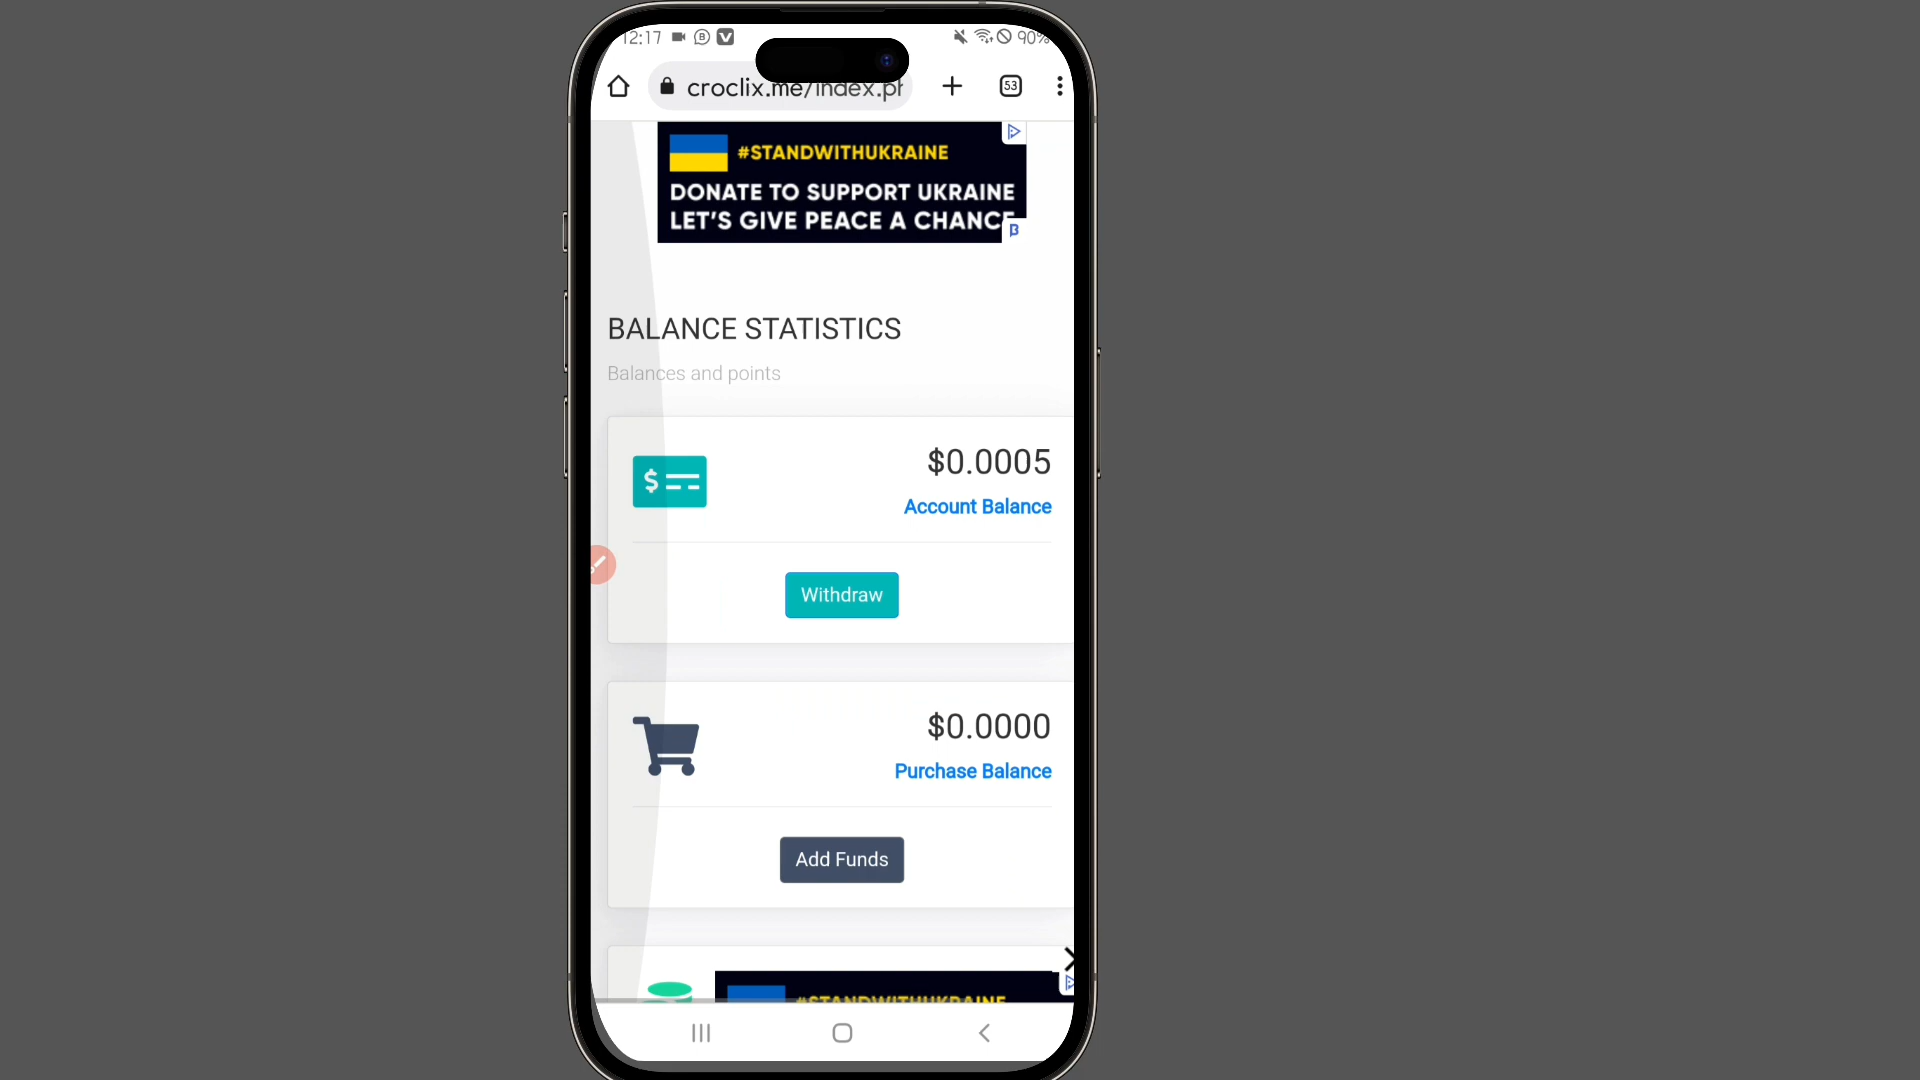 12:17
90%
croclix.me/index.ph
53
#STANDWITHUKRAINE
DONATE TO SUPPORT UKRAINE
LET'S GIVE PEACE A CHANCE
BALANCE STATISTICS
Balances and points
$0.0005
Account Balance
Withdraw
$0.0000
Purchase Balance
Add Funds
#STANDWITHUKRAINE